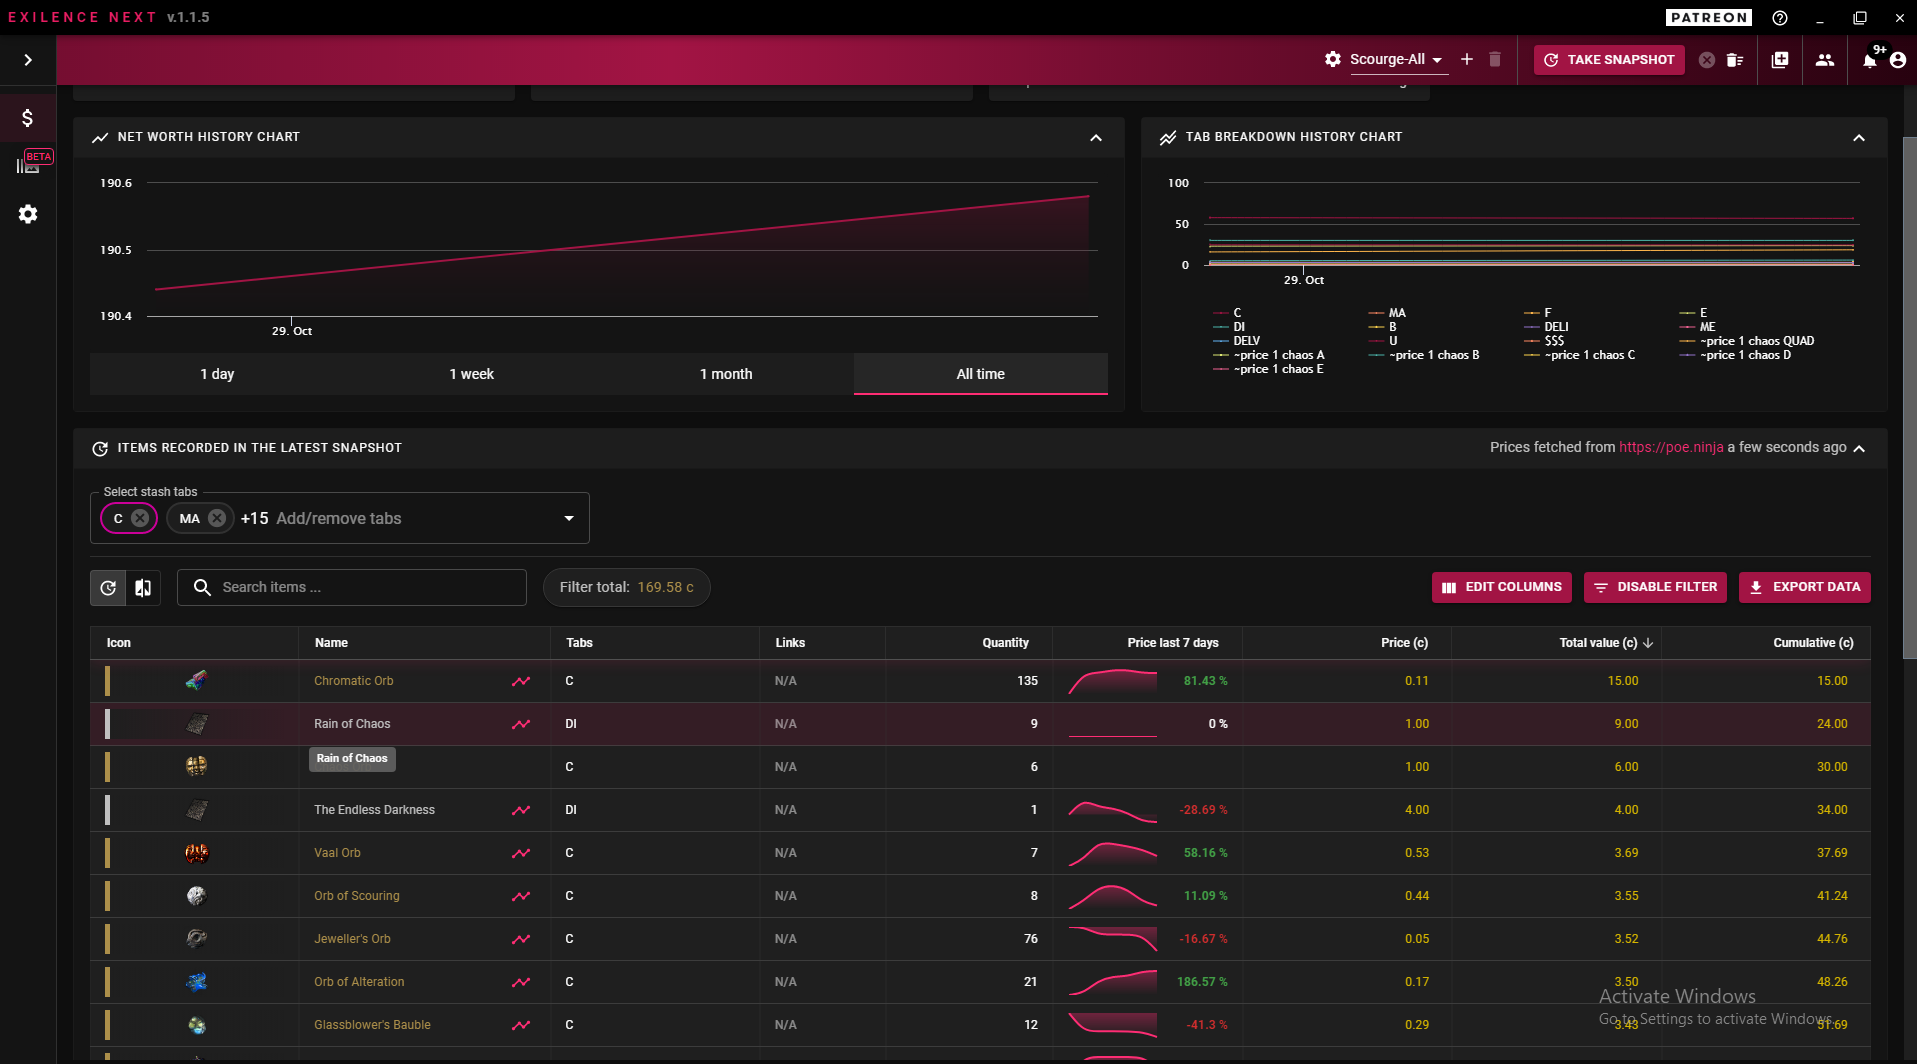 EXILENCE NEXT v.1.1.5
PATREON
Scourge-All
TAKE SNAPSHOT
9+
BETA
NET WORTH HISTORY CHART
190.6
190.5
190.4
29. Oct
1 day 1 week 1 month All time
TAB BREAKDOWN HISTORY CHART
100
50
0
29. Oct
C MA F E
DI B DELI ME
DELV U $$$ ~price 1 chaos QUAD
~price 1 chaos A ~price 1 chaos B ~price 1 chaos C ~price 1 chaos D
~price 1 chaos E
ITEMS RECORDED IN THE LATEST SNAPSHOT
Prices fetched from https://poe.ninja a few seconds ago
Select stash tabs
C MA +15 Add/remove tabs
Search items ...
Filter total: 169.58 c
EDIT COLUMNS DISABLE FILTER EXPORT DATA
Icon Name Tabs Links Quantity Price last 7 days Price (c) Total value (c) Cumulative (c)
Chromatic Orb C N/A 135 81.43 % 0.11 15.00 15.00
Rain of Chaos DI N/A 9 0 % 1.00 9.00 24.00
Rain of Chaos
C N/A 6 1.00 6.00 30.00
The Endless Darkness DI N/A 1 -28.69 % 4.00 4.00 34.00
Vaal Orb C N/A 7 58.16 % 0.53 3.69 37.69
Orb of Scouring C N/A 8 11.09 % 0.44 3.55 41.24
Jeweller's Orb C N/A 76 -16.67 % 0.05 3.52 44.76
Orb of Alteration C N/A 21 186.57 % 0.17 3.50 48.26
Glassblower's Bauble C N/A 12 -41.3 % 0.29 3.43 51.69
Activate Windows
Go to Settings to activate Windows.